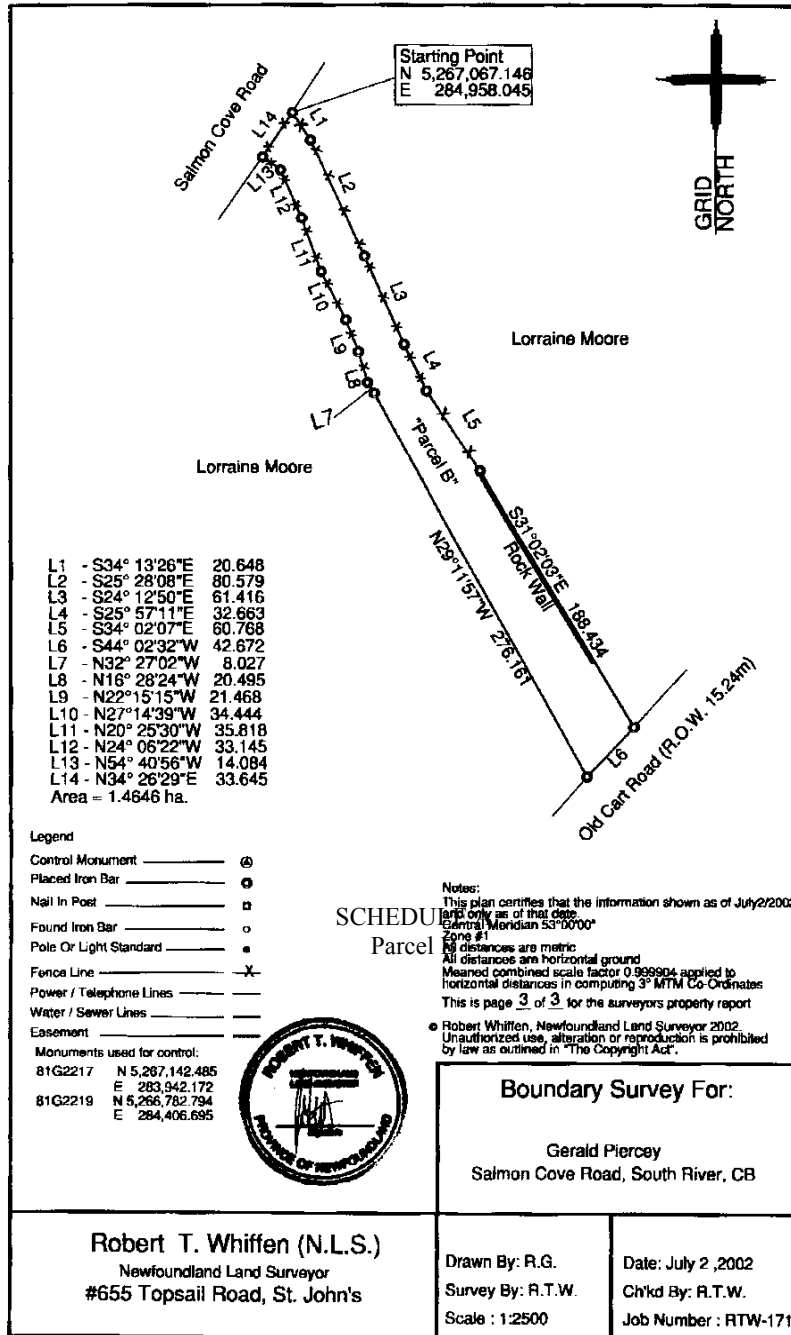 Starting Point
N 5,267,067.146
E 284,958.045
Salmon Cove Road
GRID
NORTH
L14
L1
L13
L2
L12
L11
L3
L10
Lorraine Moore
L9
L4
L8
L7
L5
"Parcel B"
Lorraine Moore
S31°02'03"E 188.434
Rock Wall
N29°11'57"W 276.161
L6
Old Cart Road (R.O.W. 15.24m)
L1 - S34° 13'26"E 20.648
L2 - S25° 28'08"E 80.579
L3 - S24° 12'50"E 61.416
L4 - S25° 57'11"E 32.663
L5 - S34° 02'07"E 60.768
L6 - S44° 02'32"W 42.672
L7 - N32° 27'02"W 8.027
L8 - N16° 28'24"W 20.495
L9 - N22°15'15"W 21.468
L10 - N27°14'39"W 34.444
L11 - N20° 25'30"W 35.818
L12 - N24° 06'22"W 33.145
L13 - N54° 40'56"W 14.084
L14 - N34° 26'29"E 33.645
Area = 1.4646 ha.
Legend
Control Monument
Placed Iron Bar
Nail In Post
Found Iron Bar
Pole Or Light Standard
Fence Line X
Power / Telephone Lines
Water / Sewer Lines
Easement
Monuments used for control:
81G2217 N 5,267,142.485
E 283,942.172
81G2219 N 5,266,782.794
E 284,406.695
SCHEDUL
Parcel
Notes:
This plan certifies that the information shown as of July2/2002
and only as of that date.
Central Meridian 53°00'00"
Zone #1
All distances are metric
All distances are horizontal ground
Meaned combined scale factor 0.999904 applied to
horizontal distances in computing 3° MTM Co-Ordinates
This is page 3 of 3 for the surveyors property report
Robert Whiffen, Newfoundland Land Surveyor 2002.
Unauthorized use, alteration or reproduction is prohibited
by law as outlined in "The Copyright Act".
ROBERT T. WHIFFEN
NEWFOUNDLAND
LAND SURVEYOR
PROVINCE OF NEWFOUNDLAND
Boundary Survey For:
Gerald Piercey
Salmon Cove Road, South River, CB
Robert T. Whiffen (N.L.S.)
Newfoundland Land Surveyor
#655 Topsail Road, St. John's
Drawn By: R.G.
Survey By: R.T.W.
Scale : 1:2500
Date: July 2 ,2002
Ch'kd By: R.T.W.
Job Number : RTW-171